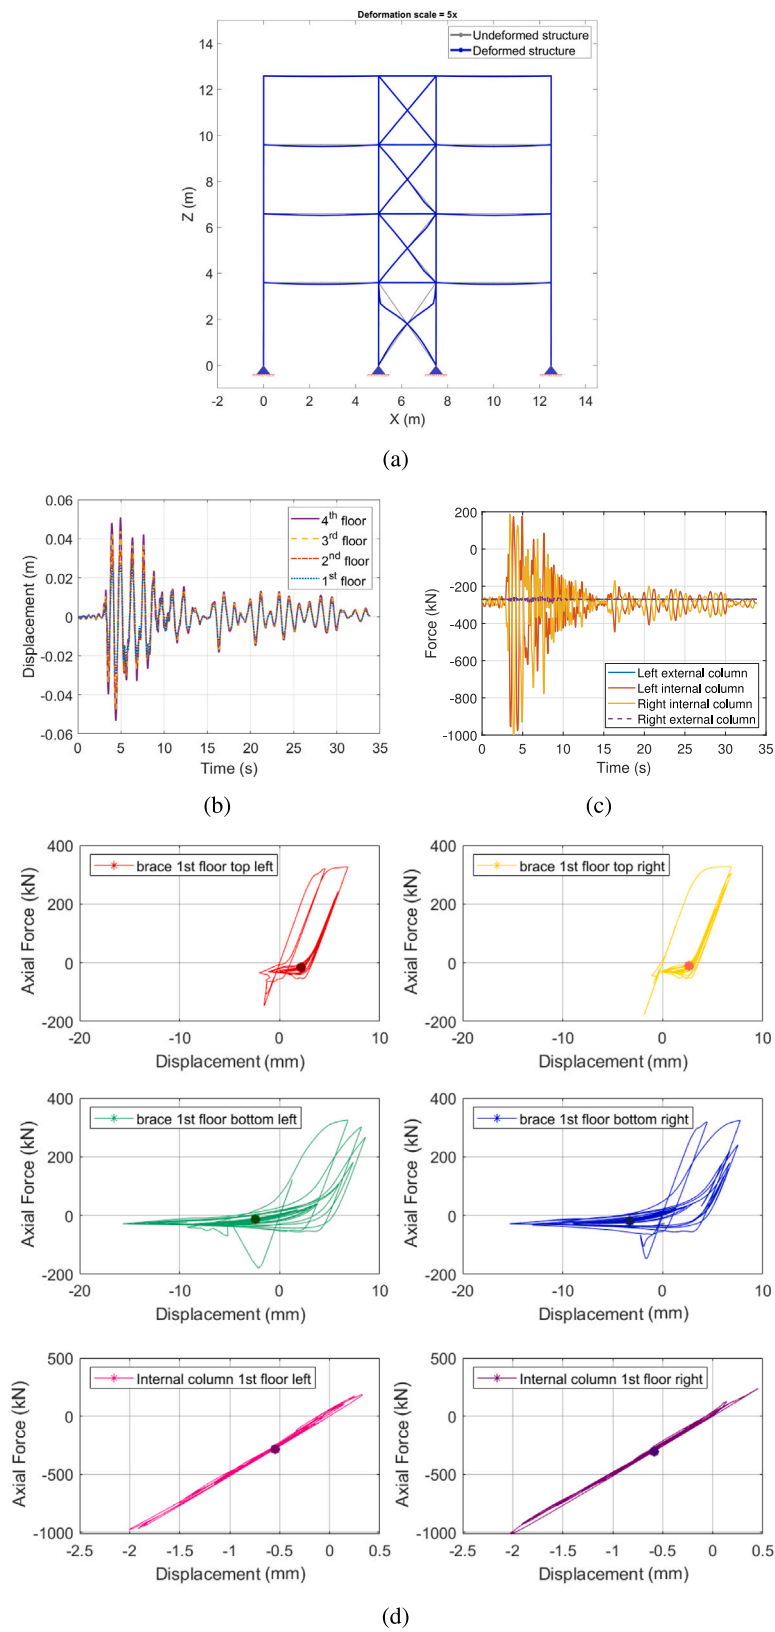 Deformation scale = 5x
Undeformed structure
Deformed structure
14
12
10
8
6
4
2
0
Z (m)
-2 0 2 4 6 8 10 12 14
X (m)
(a)
0.06
0.04
0.02
0
-0.02
-0.04
-0.06
Displacement (m)
4th floor
3rd floor
2nd floor
1st floor
0 5 10 15 20 25 30 35
Time (s)
(b)
200
0
-200
-400
-600
-800
-1000
Force (kN)
Left external column
Left internal column
Right internal column
Right external column
0 5 10 15 20 25 30 35
Time (s)
(c)
400
200
0
-200
Axial Force (kN)
brace 1st floor top left
-20 -10 0 10
Displacement (mm)
400
200
0
-200
Axial Force (kN)
brace 1st floor top right
-20 -10 0 10
Displacement (mm)
400
200
0
-200
Axial Force (kN)
brace 1st floor bottom left
-20 -10 0 10
Displacement (mm)
400
200
0
-200
Axial Force (kN)
brace 1st floor bottom right
-20 -10 0 10
Displacement (mm)
500
0
-500
-1000
Axial Force (kN)
Internal column 1st floor left
-2.5 -2 -1.5 -1 -0.5 0 0.5
Displacement (mm)
500
0
-500
-1000
Axial Force (kN)
Internal column 1st floor right
-2.5 -2 -1.5 -1 -0.5 0 0.5
Displacement (mm)
(d)